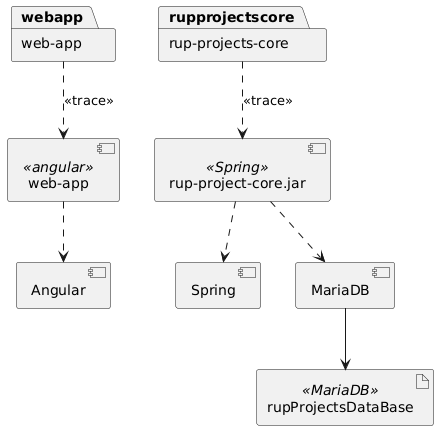 webapp
web-app
rupprojectscore
rup-projects-core
«trace»
«trace»
«angular»
web-app
«Spring»
rup-project-core.jar
Angular
Spring
MariaDB
«MariaDB»
rupProjectsDataBase